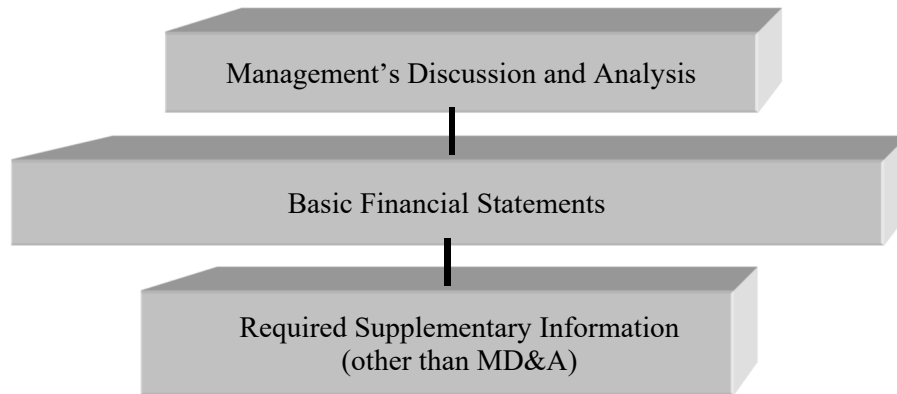 Management’s Discussion and Analysis
Basic Financial Statements
Required Supplementary Information
(other than MD&A)